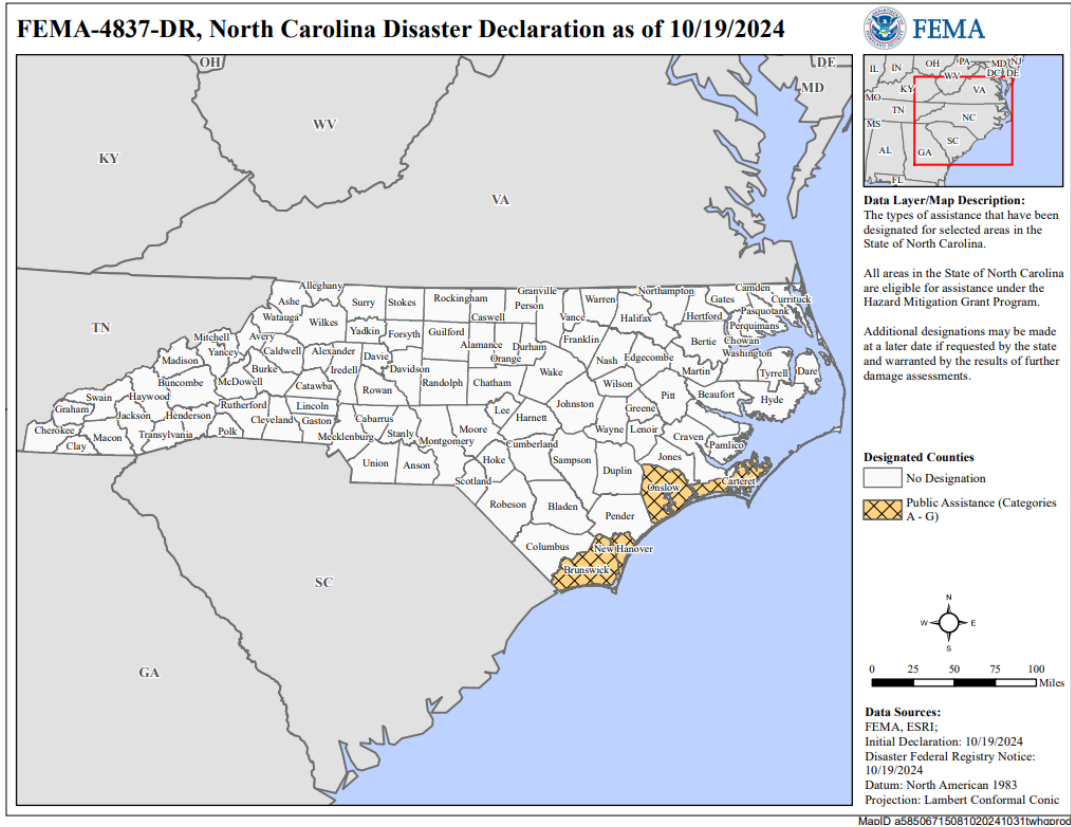 FEMA-4837-DR, North Carolina Disaster Declaration as of 10/19/2024
FEMA
OH
WV
KY
VA
DE
MD
TN
SC
GA
Alleghany
Ashe
Surry
Stokes
Rockingham
Caswell
Person
Granville
Vance
Warren
Northampton
Halifax
Hertford
Gates
Camden
Currituck
Pasquotank
Perquimans
Chowan
Bertie
Washington
Tyrrell
Dare
Watauga
Wilkes
Yadkin
Forsyth
Guilford
Alamance
Orange
Durham
Franklin
Nash
Edgecombe
Martin
Mitchell
Avery
Yancey
Caldwell
Alexander
Davie
Iredell
Davidson
Madison
Burke
Buncombe
McDowell
Catawba
Rowan
Randolph
Chatham
Wake
Wilson
Pitt
Beaufort
Hyde
Swain
Haywood
Graham
Jackson
Henderson
Rutherford
Lincoln
Cleveland
Gaston
Cabarrus
Mecklenburg
Stanly
Montgomery
Moore
Lee
Harnett
Johnston
Greene
Wayne
Lenoir
Craven
Pamlico
Cherokee
Macon
Clay
Transylvania
Polk
Union
Anson
Hoke
Cumberland
Sampson
Duplin
Jones
Scotland
Robeson
Bladen
Onslow
Carteret
Pender
Columbus
New Hanover
Brunswick
IL
IN
OH
PA
NJ
MD
WV
DC
DE
KY
VA
MO
TN
NC
MS
SC
AL
GA
FL
Data Layer/Map Description:
The types of assistance that have been
designated for selected areas in the
State of North Carolina.
All areas in the State of North Carolina
are eligible for assistance under the
Hazard Mitigation Grant Program.
Additional designations may be made
at a later date if requested by the state
and warranted by the results of further
damage assessments.
Designated Counties
No Designation
Public Assistance (Categories
A - G)
N
W
E
S
0 25 50 75 100
Miles
Data Sources:
FEMA, ESRI;
Initial Declaration: 10/19/2024
Disaster Federal Registry Notice:
10/19/2024
Datum: North American 1983
Projection: Lambert Conformal Conic
MapID a58506715081020241031twhqprod